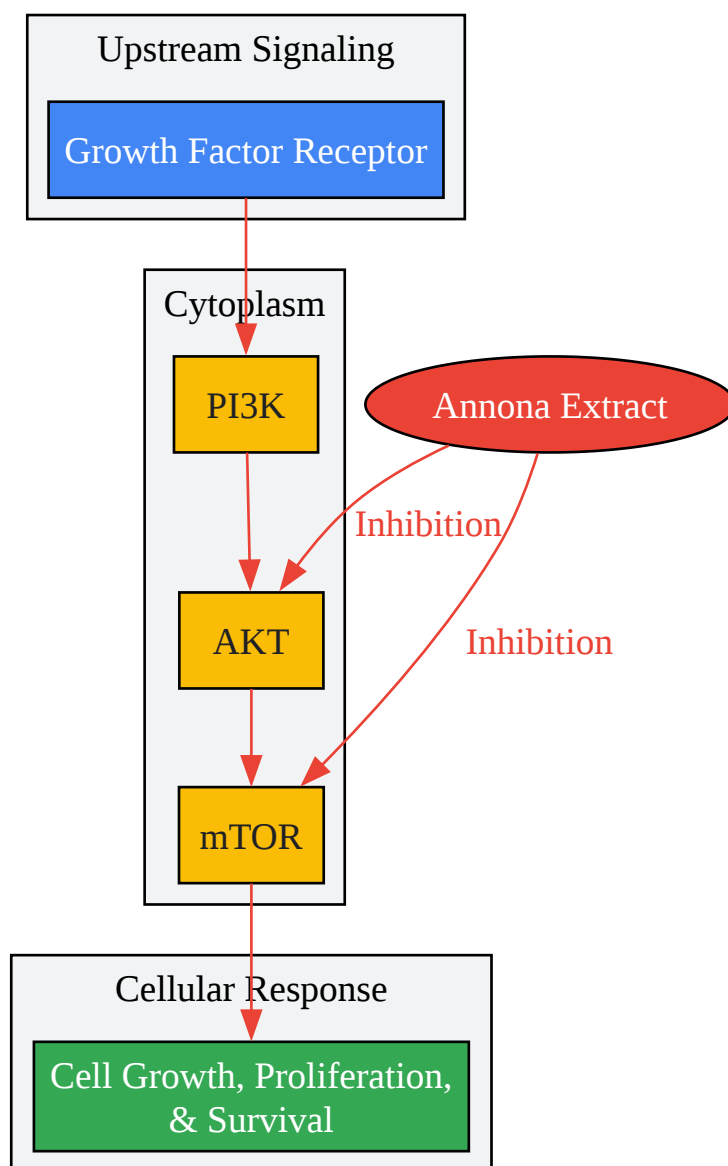 Upstream Signaling
Growth Factor Receptor
Cytoplasm
PI3K
Annona Extract
Inhibition
AKT
Inhibition
mTOR
Cellular Response
Cell Growth, Proliferation,
& Survival